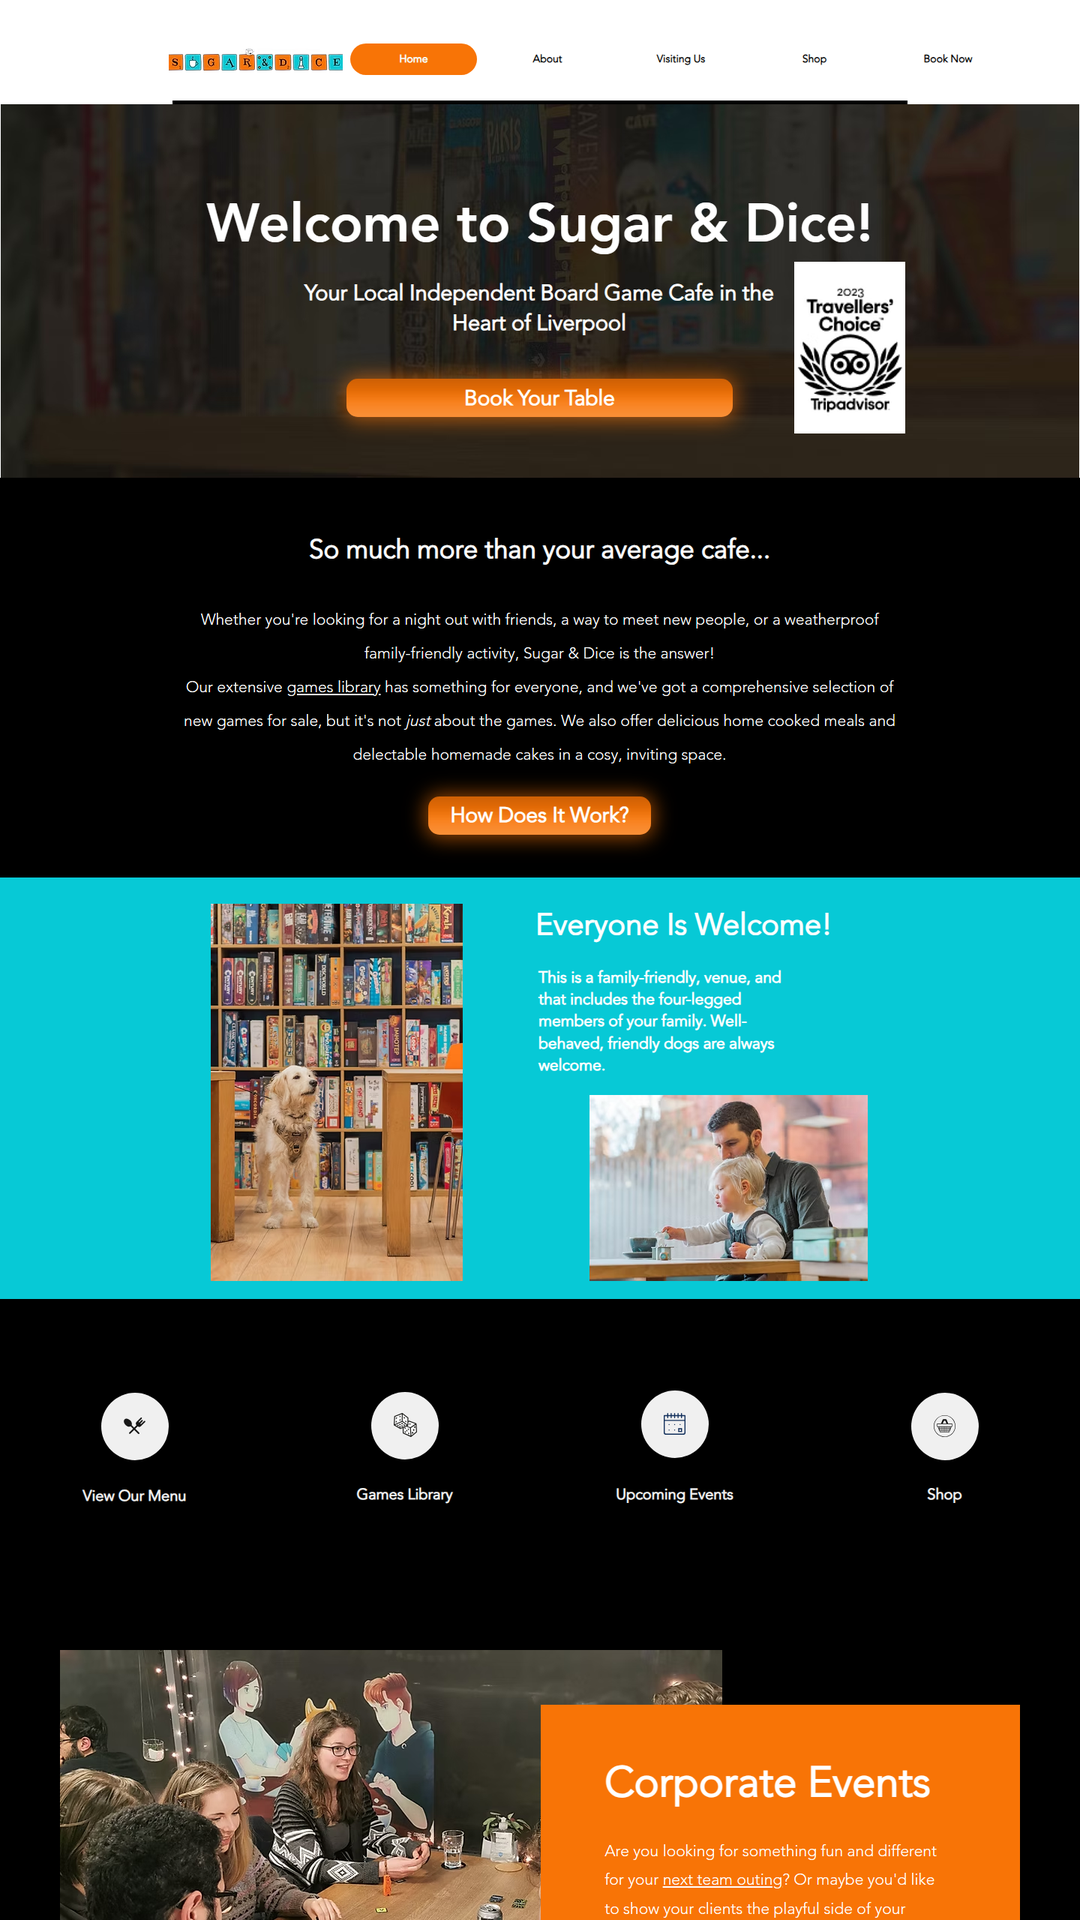 SUGAR&DICE
Home
About
Visiting Us
Shop
Book Now
PARIS
Welcome to Sugar & Dice!
Your Local Independent Board Game Cafe in the
Heart of Liverpool
Book Your Table
2023
Travellers'
Choice
Tripadvisor
So much more than your average cafe...
Whether you're looking for a night out with friends, a way to meet new people, or a weatherproof
family-friendly activity, Sugar & Dice is the answer!
Our extensive games library has something for everyone, and we've got a comprehensive selection of
new games for sale, but it's not just about the games. We also offer delicious home cooked meals and
delectable homemade cakes in a cosy, inviting space.
How Does It Work?
Everyone Is Welcome!
This is a family-friendly, venue, and
that includes the four-legged
members of your family. Well-
behaved, friendly dogs are always
welcome.
View Our Menu
Games Library
Upcoming Events
Shop
Corporate Events
Are you looking for something fun and different
for your next team outing? Or maybe you'd like
to show your clients the playful side of your